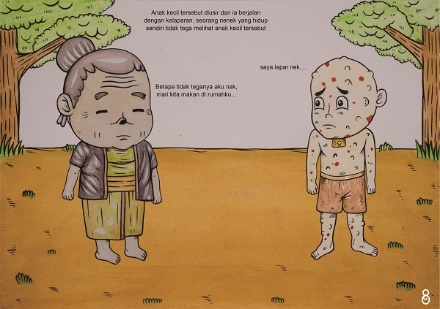 Anak kecil tersebut diusir dan ia berjalan
dengan kelaparan, seorang nenek yang hidup
sendiri tidak tega melihat anak kecil tersebut
saya lapar nek...
Betapa tidak teganya aku nak,
mari kita makan di rumahku...
8